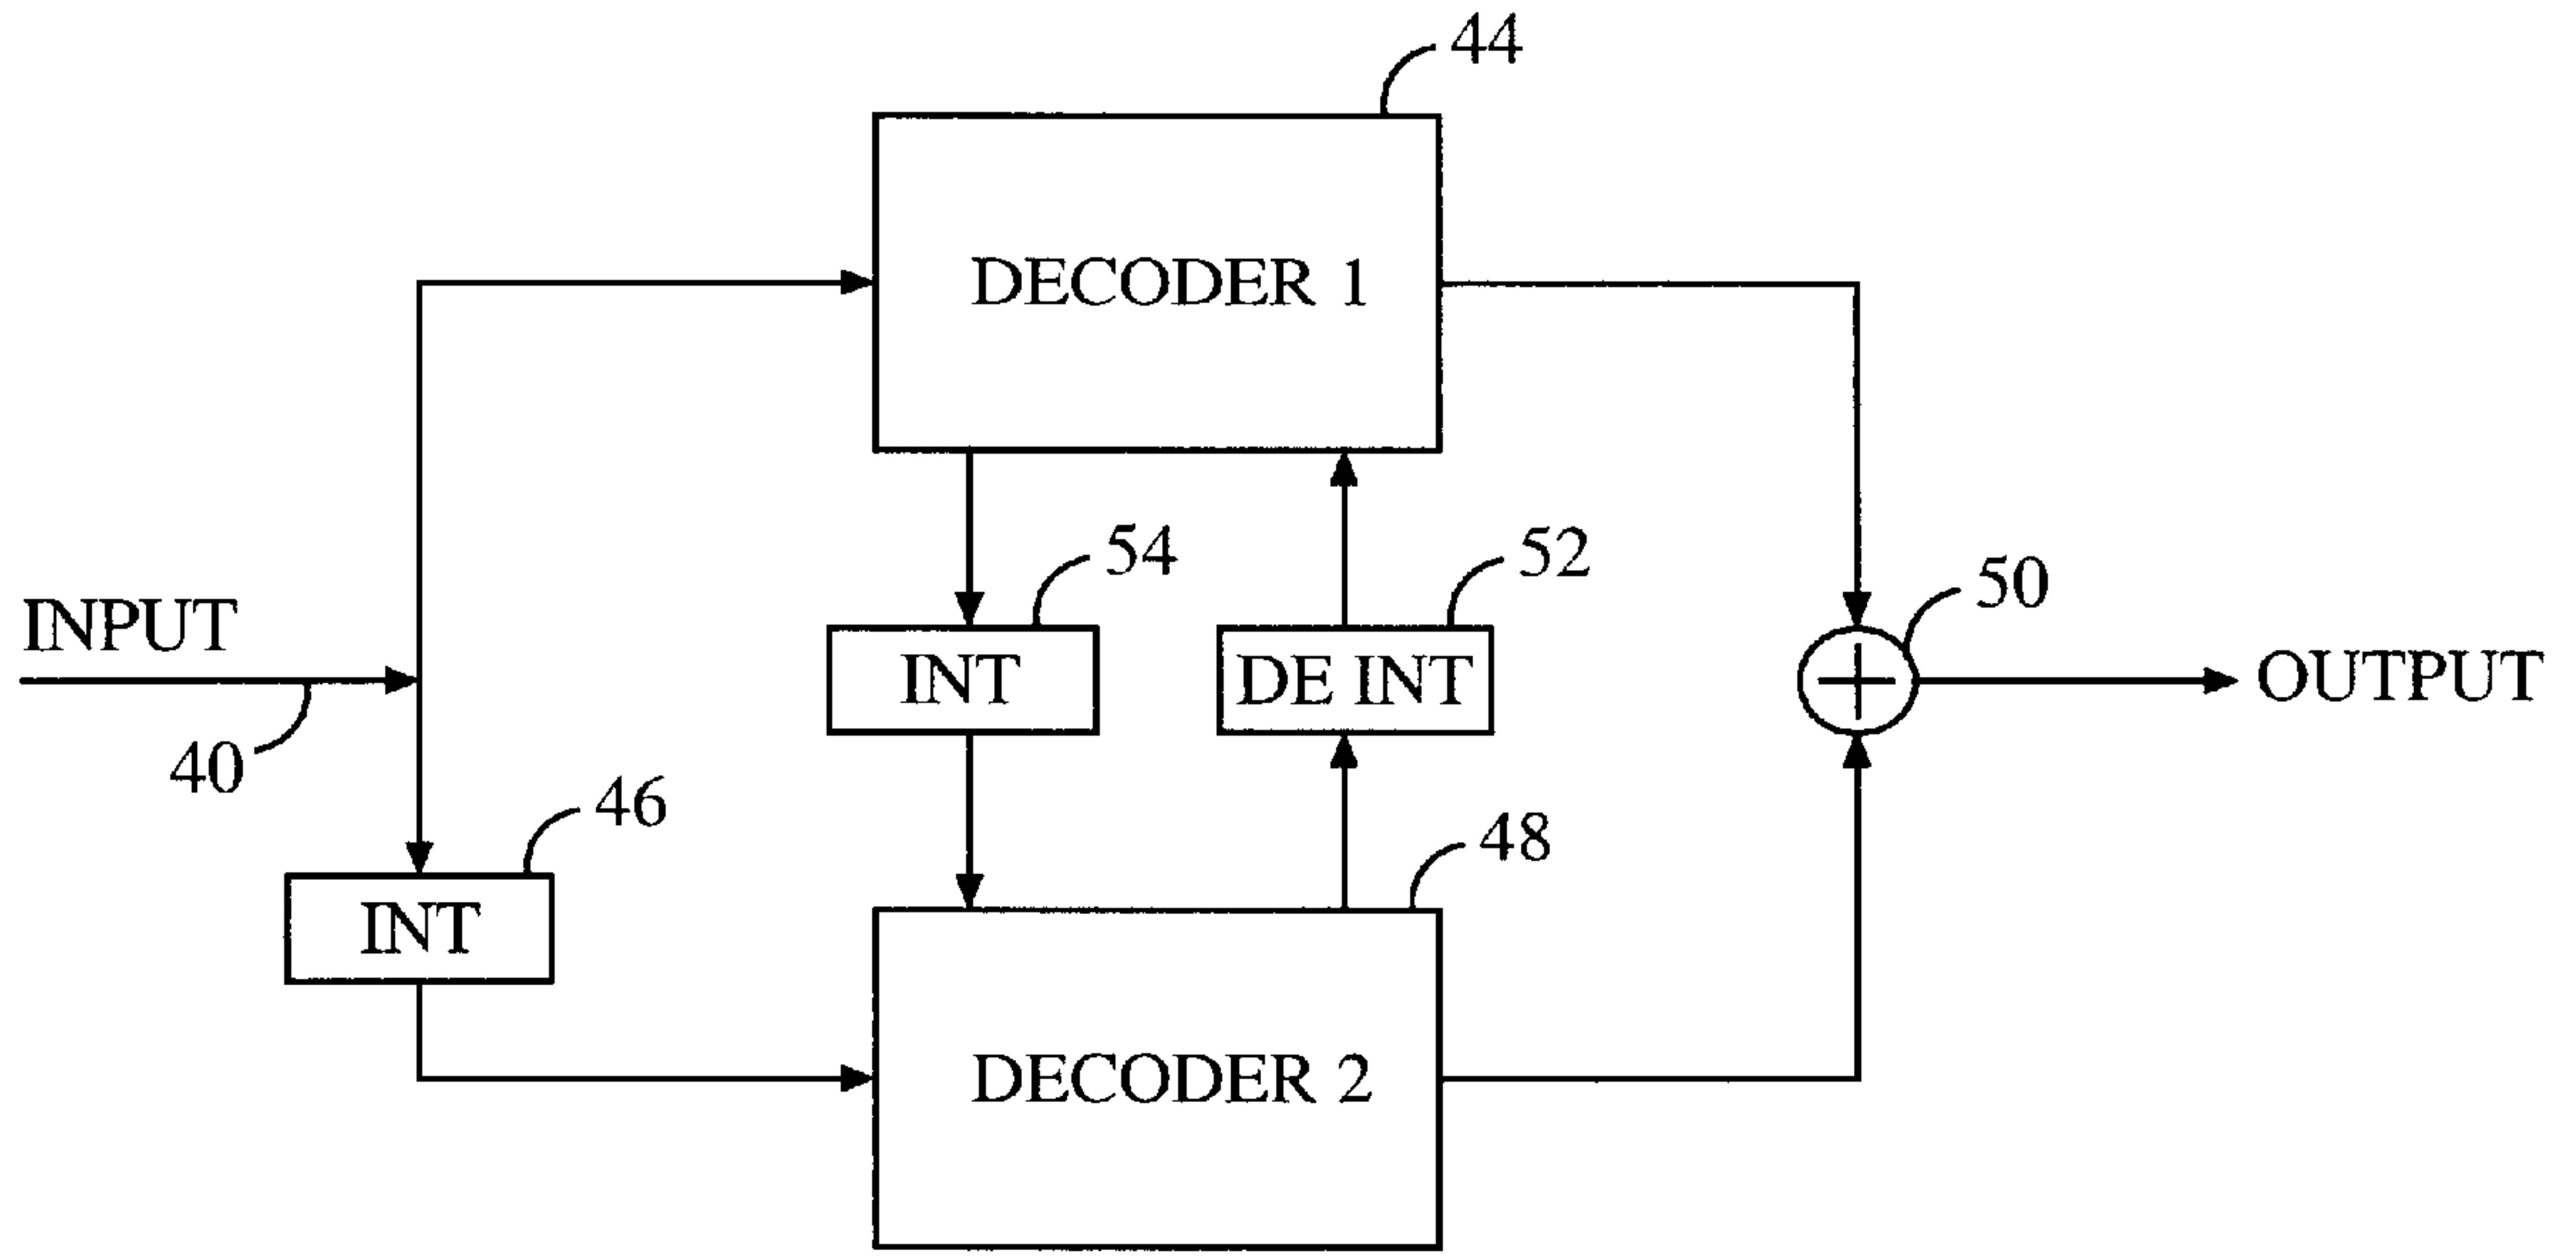 44
DECODER 1
54
52
50
INPUT
INT
DE INT
OUTPUT
40
46
48
INT
DECODER 2